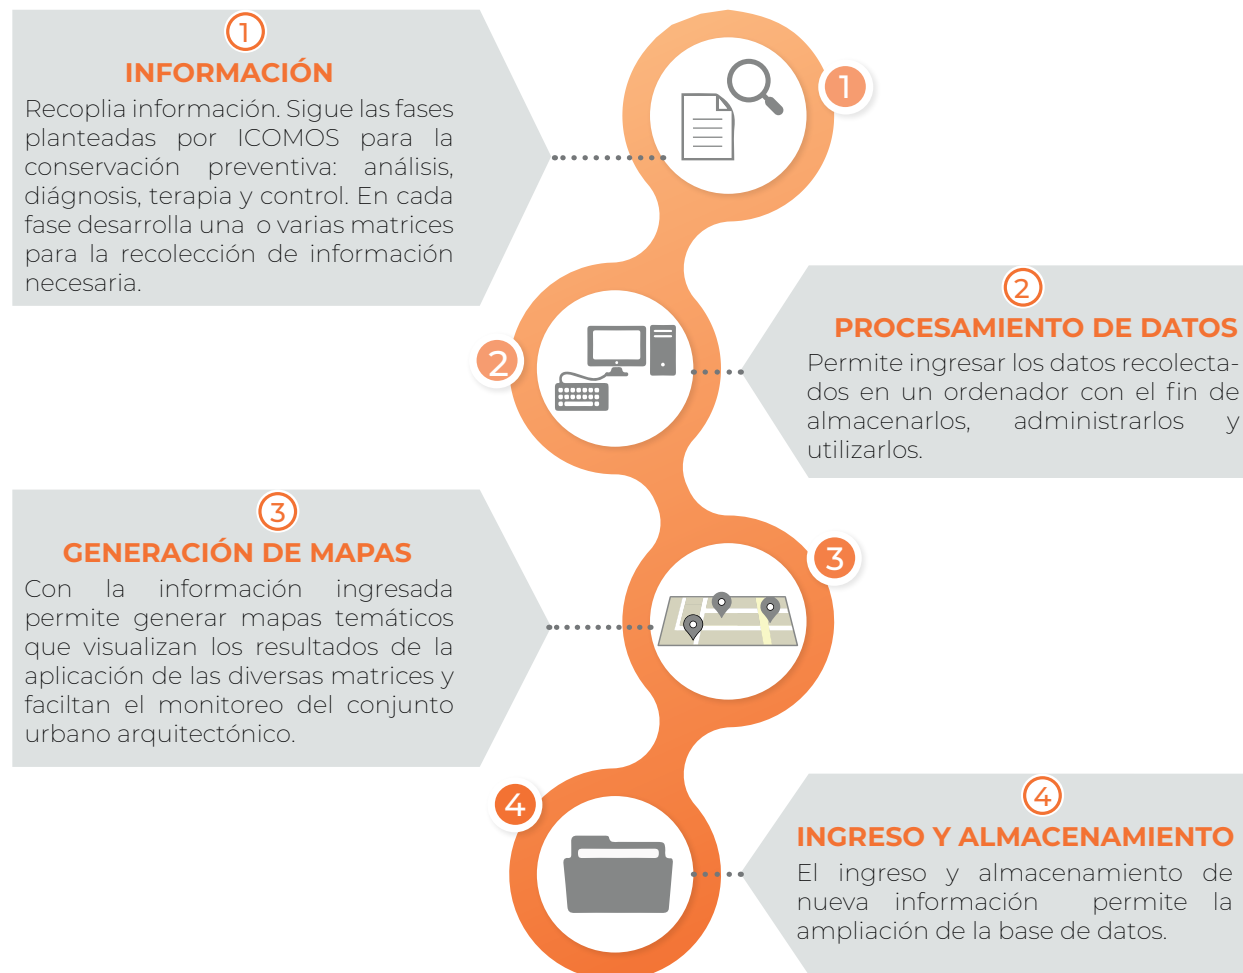 1
INFORMACIÓN
Recoplia información. Sigue las fases
planteadas por ICOMOS para la
conservación preventiva: análisis,
diágnosis, terapia y control. En cada
fase desarrolla una o varias matrices
para la recolección de información
necesaria.
1
2
PROCESAMIENTO DE DATOS
Permite ingresar los datos recolecta-
dos en un ordenador con el fin de
almacenarlos, administrarlos y
utilizarlos.
2
3
GENERACIÓN DE MAPAS
Con la información ingresada
permite generar mapas temáticos
que visualizan los resultados de la
aplicación de las diversas matrices y
faciltan el monitoreo del conjunto
urbano arquitectónico.
3
4
INGRESO Y ALMACENAMIENTO
El ingreso y almacenamiento de
nueva información permite la
ampliación de la base de datos.
4